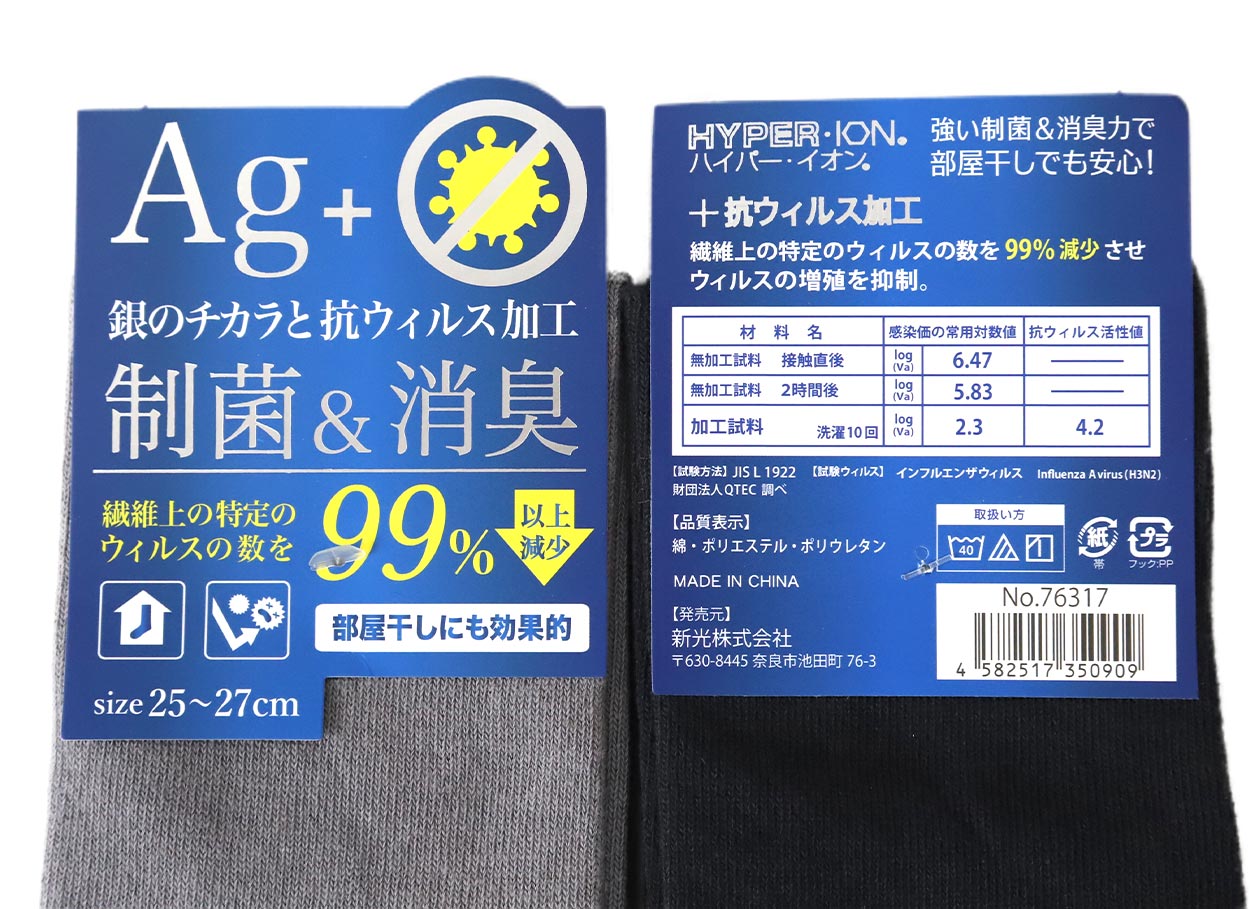 Ag+
銀のチカラと抗ウィルス加工
制菌&消臭
繊維上の特定の
ウィルスの数を
99%
以上
減少
部屋干しにも効果的
size 25～27cm
HYPER・ION®
ハイパー・イオン®
強い制菌&消臭力で
部屋干しでも安心!
＋抗ウィルス加工
繊維上の特定のウィルスの数を99%減少させ
ウィルスの増殖を抑制。
材 料 名 感染価の常用対数値 抗ウィルス活性値
無加工試料 接触直後 log(Va) 6.47 ———
無加工試料 2時間後 log(Va) 5.83 ———
加工試料 洗濯10回 log(Va) 2.3 4.2
【試験方法】JIS L 1922 【試験ウィルス】 インフルエンザウィルス Influenza A virus(H3N2)
財団法人QTEC 調べ
【品質表示】
綿・ポリエステル・ポリウレタン
MADE IN CHINA
【発売元】
新光株式会社
〒630-8445 奈良市池田町 76-3
取扱い方
40
紙
帯
プラ
フック:PP
No.76317
4 582517 350909